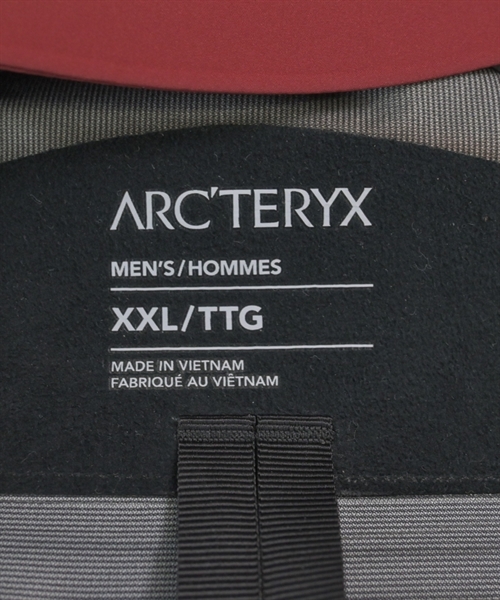 ARC'TERYX
MEN'S/HOMMES
XXL/TTG
MADE IN VIETNAM
FABRIQUÉ AU VIÊTNAM